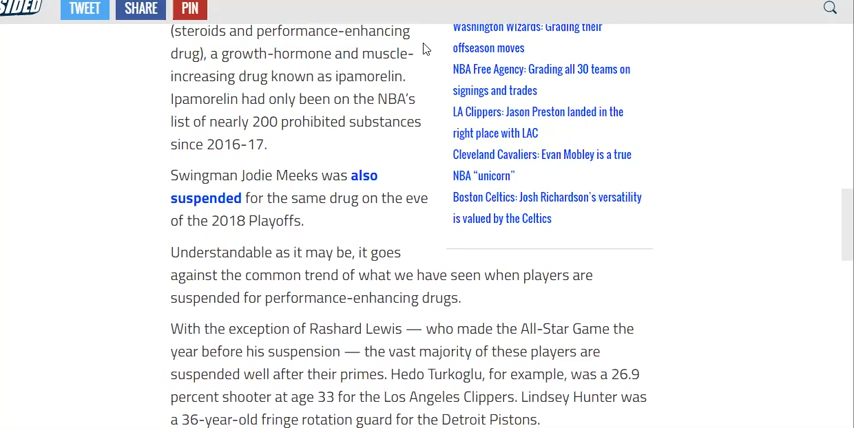 SIDED
TWEET
SHARE
PIN
(steroids and performance-enhancing
drug), a growth-hormone and muscle-
increasing drug known as ipamorelin.
Ipamorelin had only been on the NBA’s
list of nearly 200 prohibited substances
since 2016-17.
Swingman Jodie Meeks was also
suspended for the same drug on the eve
of the 2018 Playoffs.
Understandable as it may be, it goes
against the common trend of what we have seen when players are
suspended for performance-enhancing drugs.
With the exception of Rashard Lewis — who made the All-Star Game the
year before his suspension — the vast majority of these players are
suspended well after their primes. Hedo Turkoglu, for example, was a 26.9
percent shooter at age 33 for the Los Angeles Clippers. Lindsey Hunter was
a 36-year-old fringe rotation guard for the Detroit Pistons.
Washington Wizards: Grading their
offseason moves
NBA Free Agency: Grading all 30 teams on
signings and trades
LA Clippers: Jason Preston landed in the
right place with LAC
Cleveland Cavaliers: Evan Mobley is a true
NBA “unicorn”
Boston Celtics: Josh Richardson’s versatility
is valued by the Celtics